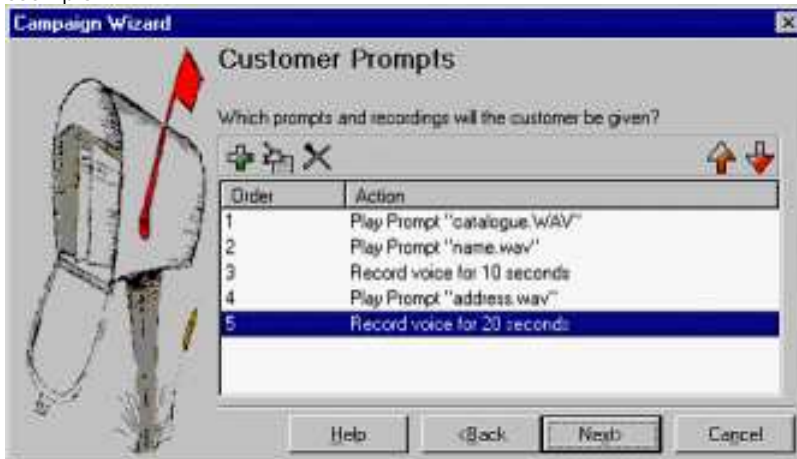 Campaign Wizard
Customer Prompts
Which prompts and recordings will the customer be given?
Order Action
1 Play Prompt "catalogue.WAV"
2 Play Prompt "name.wav"
3 Record voice for 10 seconds
4 Play Prompt "address.wav"
5 Record voice for 20 seconds
Help <Back Next> Cancel